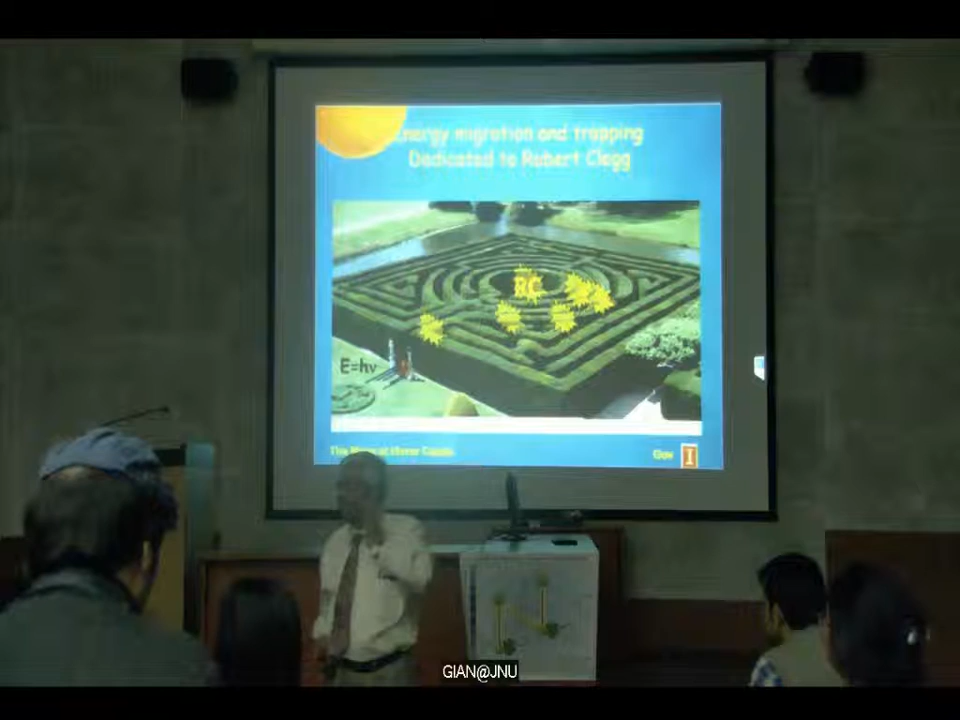 Energy migration and trapping
Dedicated to Robert Clegg
RC
E=hν
Gov I
GIAN@JNU